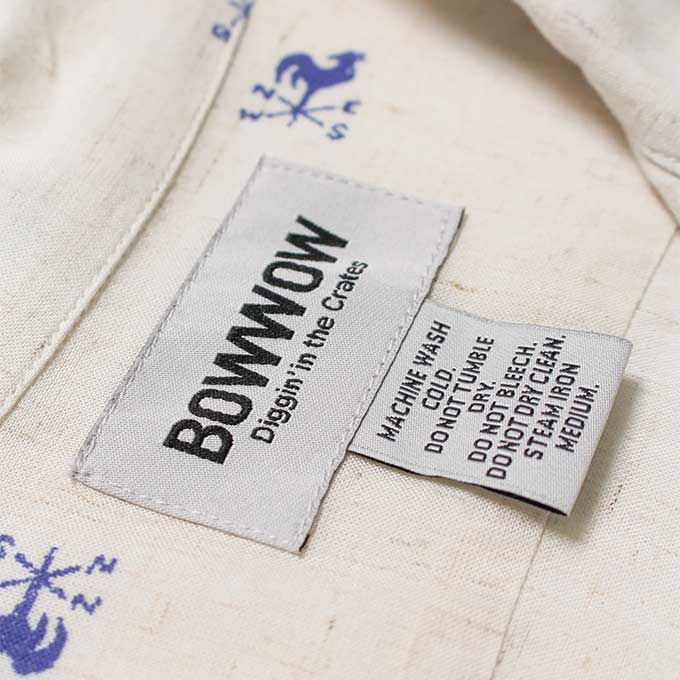 BOWWOW
Diggin' in the Crates
MACHINE WASH
COLD.
DO NOT TUMBLE
DRY.
DO NOT BLEECH.
DO NOT DRY CLEAN.
STEAM IRON
MEDIUM.
N
E
S